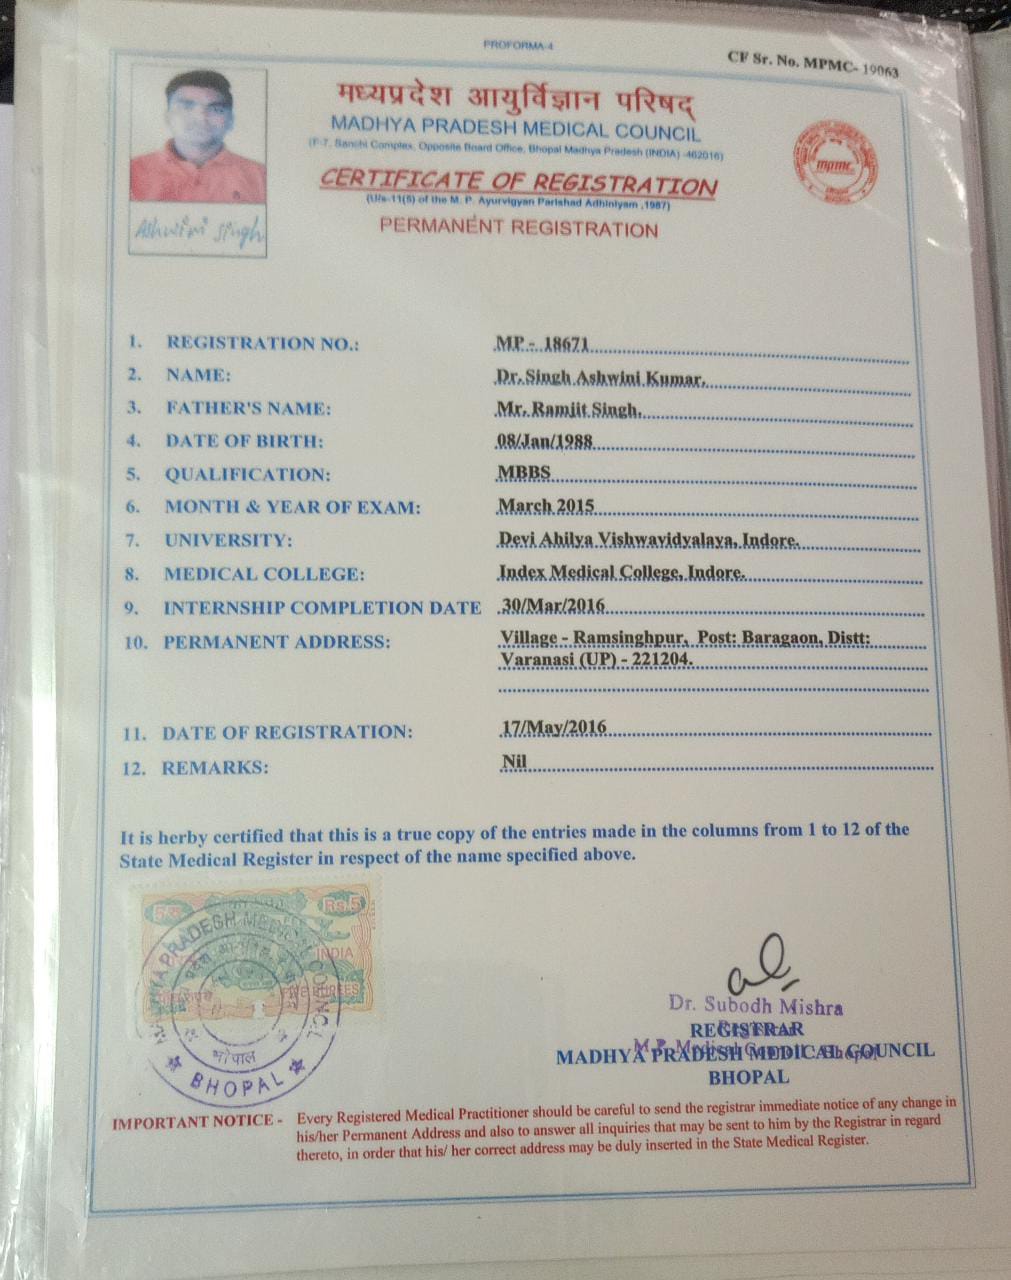 PROFORMA-4
CF Sr. No. MPMC- 19063
मध्यप्रदेश आयुर्विज्ञान परिषद्
MADHYA PRADESH MEDICAL COUNCIL
(F-7, Sanchi Complex, Opposite Board Office, Bhopal Madhya Pradesh (INDIA) -462016)
mpmc
CERTIFICATE OF REGISTRATION
(U/s-11(5) of the M. P. Ayurvigyan Parishad Adhiniyam ,1987)
PERMANENT REGISTRATION
Ashwini Singh
1. REGISTRATION NO.: MP - 18671
2. NAME: Dr. Singh Ashwini Kumar.
3. FATHER'S NAME: Mr. Ramjit Singh.
4. DATE OF BIRTH: 08/Jan/1988
5. QUALIFICATION: MBBS
6. MONTH & YEAR OF EXAM: March 2015
7. UNIVERSITY: Devi Ahilya Vishwavidyalaya, Indore.
8. MEDICAL COLLEGE: Index Medical College, Indore.
9. INTERNSHIP COMPLETION DATE 30/Mar/2016
10. PERMANENT ADDRESS: Village - Ramsinghpur, Post: Baragaon, Distt:
Varanasi (UP) - 221204.
11. DATE OF REGISTRATION: 17/May/2016
12. REMARKS: Nil
It is herby certified that this is a true copy of the entries made in the columns from 1 to 12 of the
State Medical Register in respect of the name specified above.
Rs.5
INDIA
FIVE RUPEES
MADHYA PRADESH MEDICAL COUNCIL
भोपाल
BHOPAL
Dr. Subodh Mishra
REGISTRAR
MADHYA PRADESH MEDICAL COUNCIL
BHOPAL
IMPORTANT NOTICE - Every Registered Medical Practitioner should be careful to send the registrar immediate notice of any change in
his/her Permanent Address and also to answer all inquiries that may be sent to him by the Registrar in regard
thereto, in order that his/ her correct address may be duly inserted in the State Medical Register.